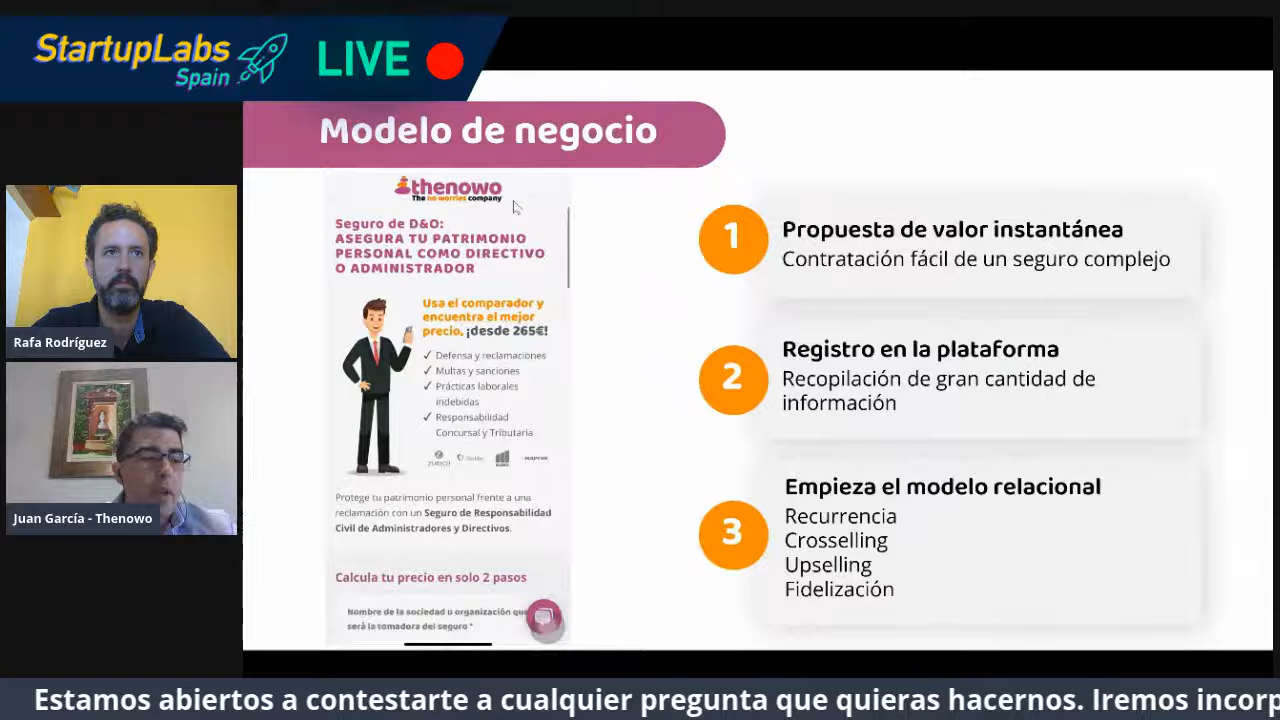 StartupLabs
Spain
LIVE
Modelo de negocio
thenowo
The no worries company
Seguro de D&O:
ASEGURA TU PATRIMONIO
PERSONAL COMO DIRECTIVO
O ADMINISTRADOR
Usa el comparador y
encuentra el mejor
precio, ¡desde 265€!
✓ Defensa y reclamaciones
✓ Multas y sanciones
✓ Prácticas laborales
indebidas
✓ Responsabilidad
Concursal y Tributaria
ZURICH
MAPFRE
Protege tu patrimonio personal frente a una
reclamación con un Seguro de Responsabilidad
Civil de Administradores y Directivos.
Calcula tu precio en solo 2 pasos
Nombre de la sociedad u organización que
será la tomadora del seguro *
1
Propuesta de valor instantánea
Contratación fácil de un seguro complejo
2
Registro en la plataforma
Recopilación de gran cantidad de
información
3
Empieza el modelo relacional
Recurrencia
Crosselling
Upselling
Fidelización
Rafa Rodríguez
Juan García - Thenowo
Estamos abiertos a contestarte a cualquier pregunta que quieras hacernos. Iremos incorp